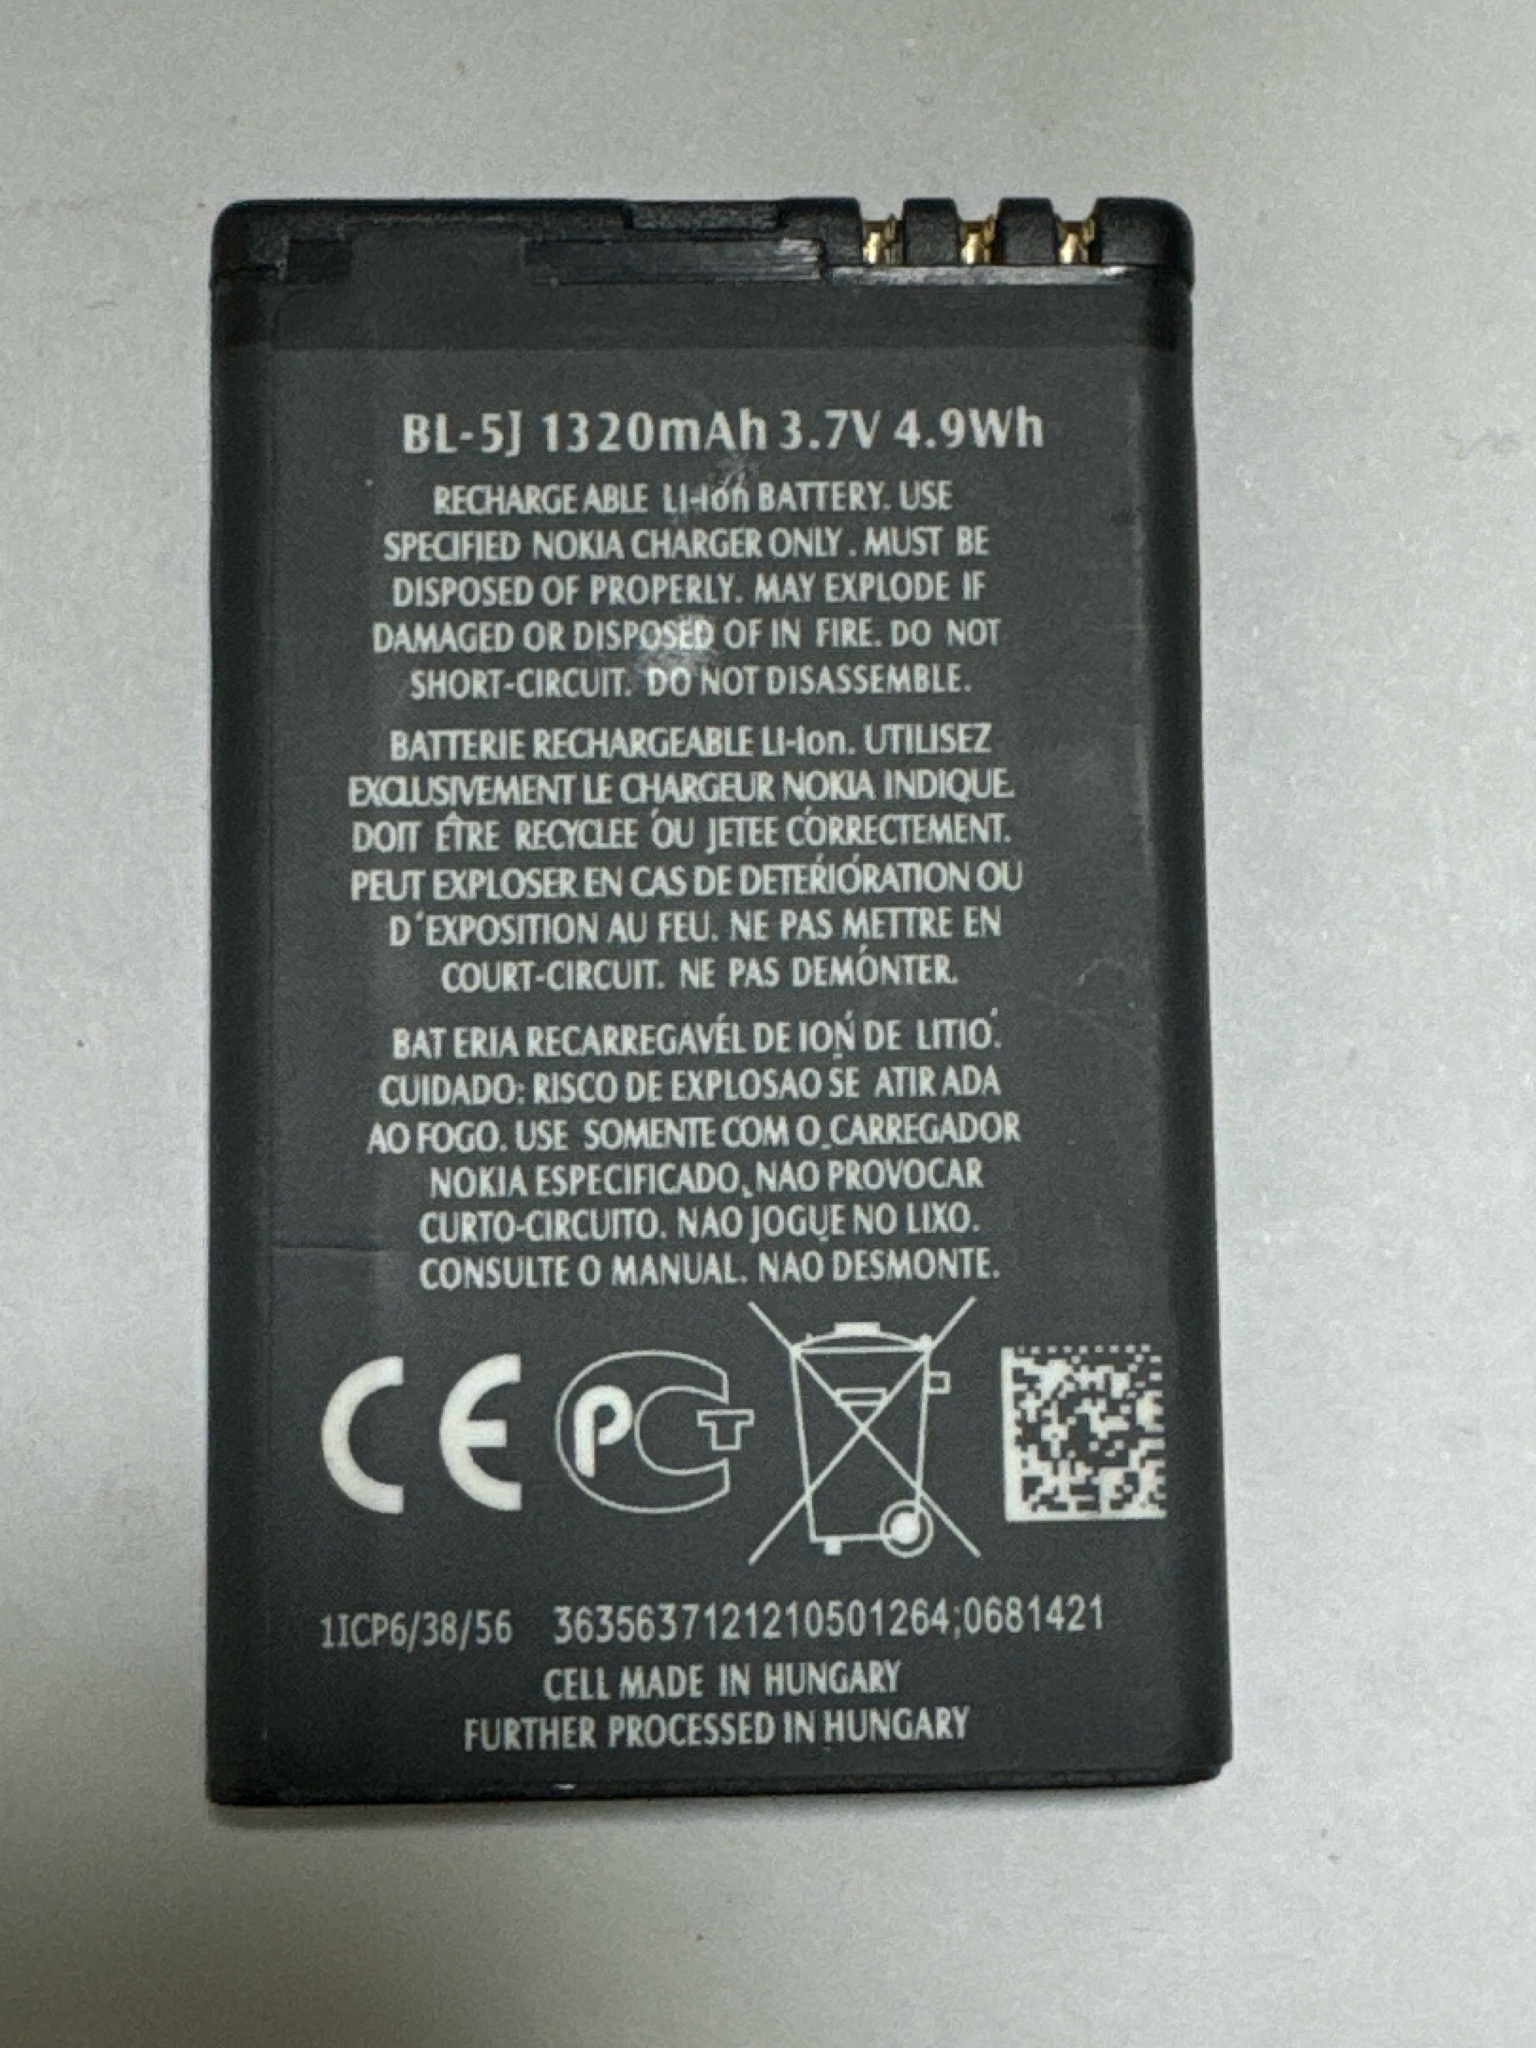 BL-5J 1320mAh 3.7V 4.9Wh
RECHARGE ABLE LI-Ion BATTERY. USE
SPECIFIED NOKIA CHARGER ONLY. MUST BE
DISPOSED OF PROPERLY. MAY EXPLODE IF
DAMAGED OR DISPOSED OF IN FIRE. DO NOT
SHORT-CIRCUIT. DO NOT DISASSEMBLE.
BATTERIE RECHARGEABLE LI-Ion. UTILISEZ
EXCLUSIVEMENT LE CHARGEUR NOKIA INDIQUE.
DOIT ÊTRE RECYCLEE OU JETEE CORRECTEMENT.
PEUT EXPLOSER EN CAS DE DETERIORATION OU
D'EXPOSITION AU FEU. NE PAS METTRE EN
COURT-CIRCUIT. NE PAS DEMÓNTER.
BAT ERIA RECARREGAVÉL DE ION DE LITIO.
CUIDADO: RISCO DE EXPLOSAO SE ATIR ADA
AO FOGO. USE SOMENTE COM O CARREGADOR
NOKIA ESPECIFICADO, NAO PROVOCAR
CURTO-CIRCUITO. NAO JOGUE NO LIXO.
CONSULTE O MANUAL. NAO DESMONTE.
CE PCT
1ICP6/38/56 3635637121210501264;0681421
CELL MADE IN HUNGARY
FURTHER PROCESSED IN HUNGARY